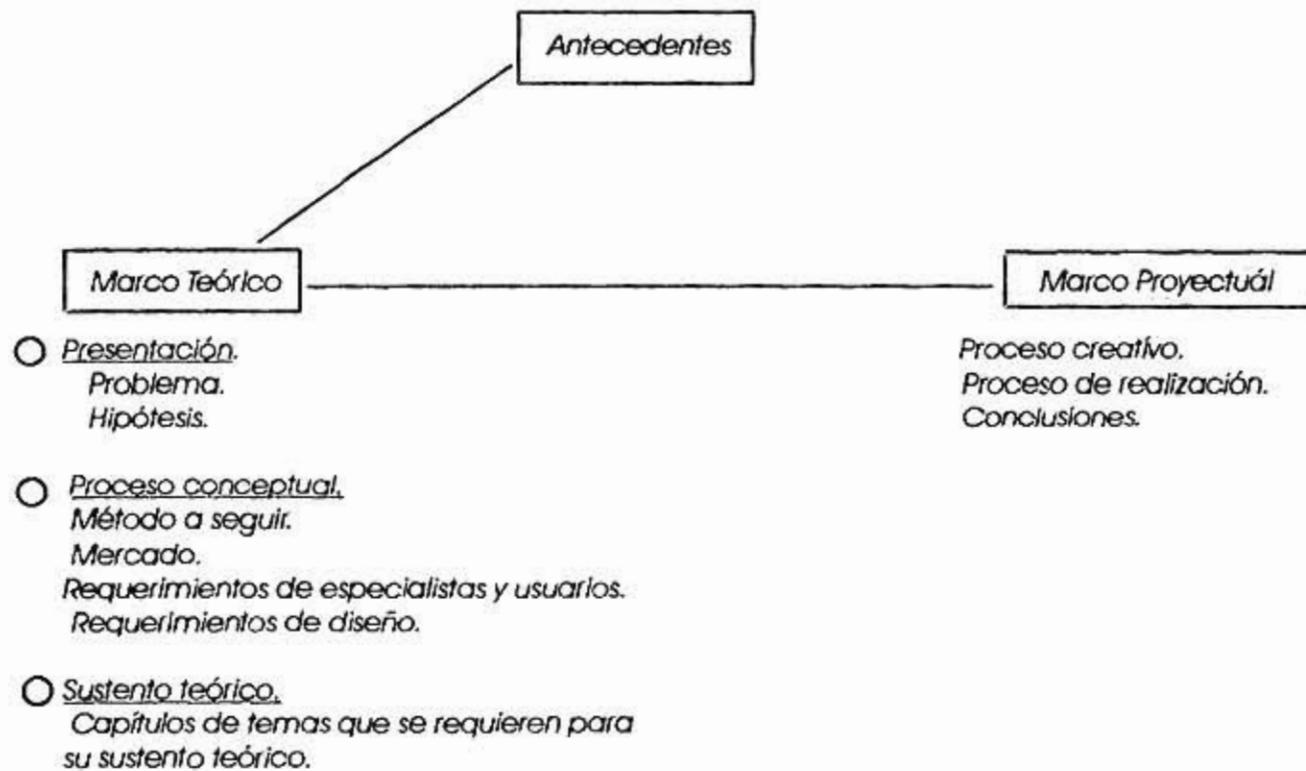 Antecedentes
Marco Teórico
Marco Proyectuál
Presentación.
Problema.
Hipótesis.
Proceso conceptual.
Método a seguir.
Mercado.
Requerimientos de especialistas y usuarios.
Requerimientos de diseño.
Sustento teórico.
Capítulos de temas que se requieren para
su sustento teórico.
Proceso creatívo.
Proceso de realización.
Conclusiones.